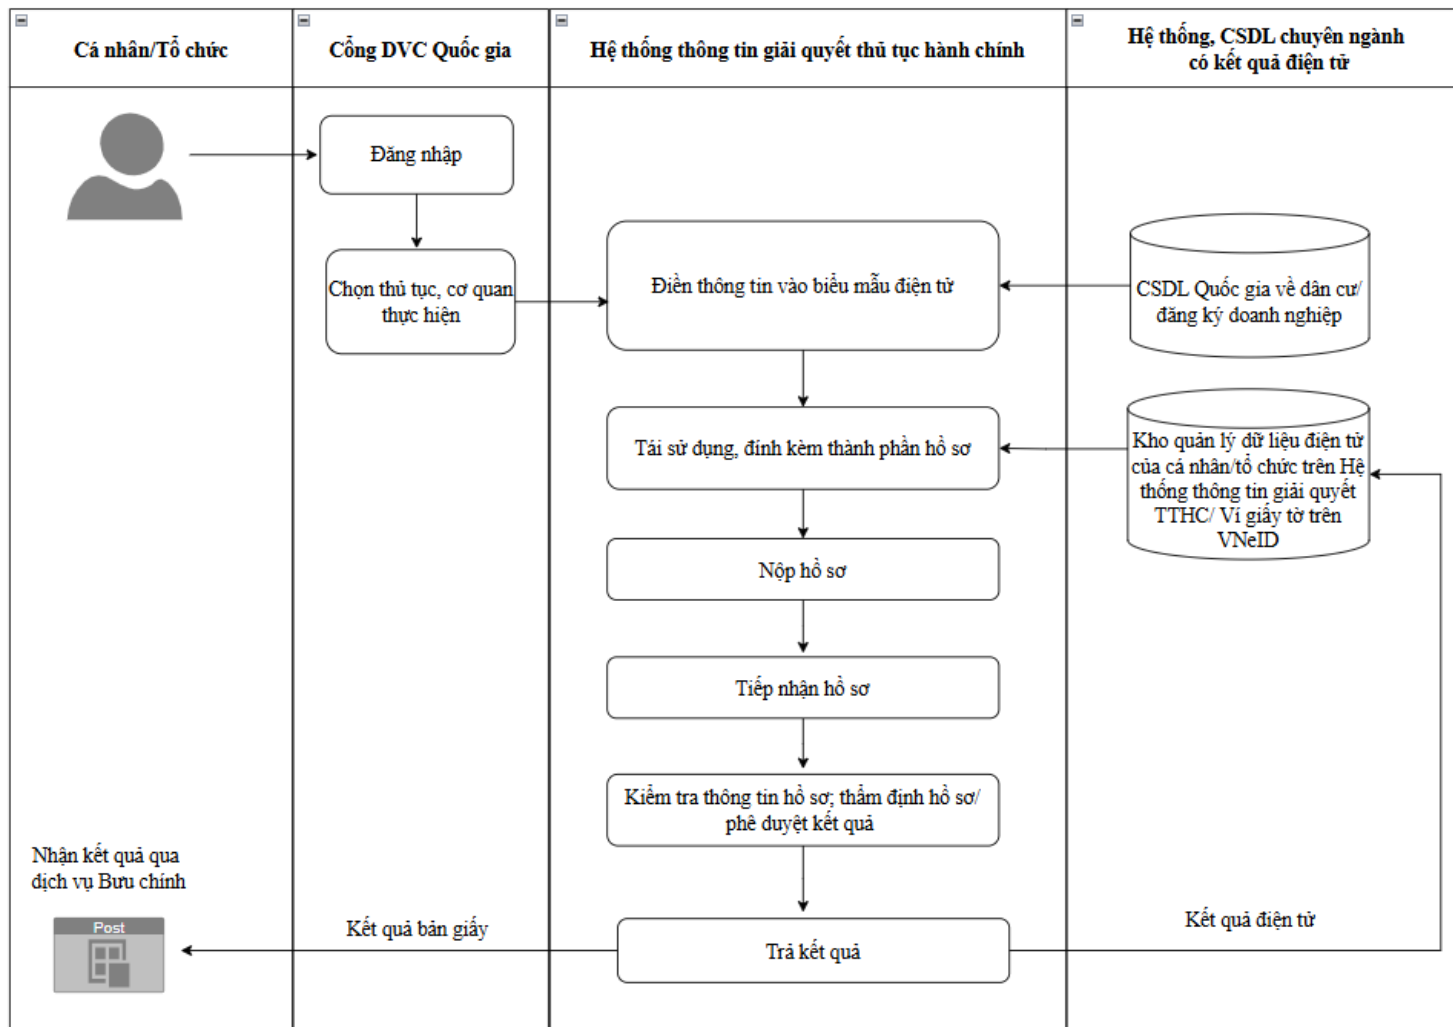 Cá nhân/Tổ chức
Cổng DVC Quốc gia
Hệ thống thông tin giải quyết thủ tục hành chính
Hệ thống, CSDL chuyên ngành
có kết quả điện tử
Đăng nhập
Chọn thủ tục, cơ quan
thực hiện
Điền thông tin vào biểu mẫu điện tử
CSDL Quốc gia về dân cư/
đăng ký doanh nghiệp
Tái sử dụng, đính kèm thành phần hồ sơ
Kho quản lý dữ liệu điện tử
của cá nhân/tổ chức trên Hệ
thống thông tin giải quyết
TTHC/ Ví giấy tờ trên
VNeID
Nộp hồ sơ
Tiếp nhận hồ sơ
Kiểm tra thông tin hồ sơ; thẩm định hồ sơ/
phê duyệt kết quả
Nhận kết quả qua
dịch vụ Bưu chính
Post
Kết quả bản giấy
Trả kết quả
Kết quả điện tử